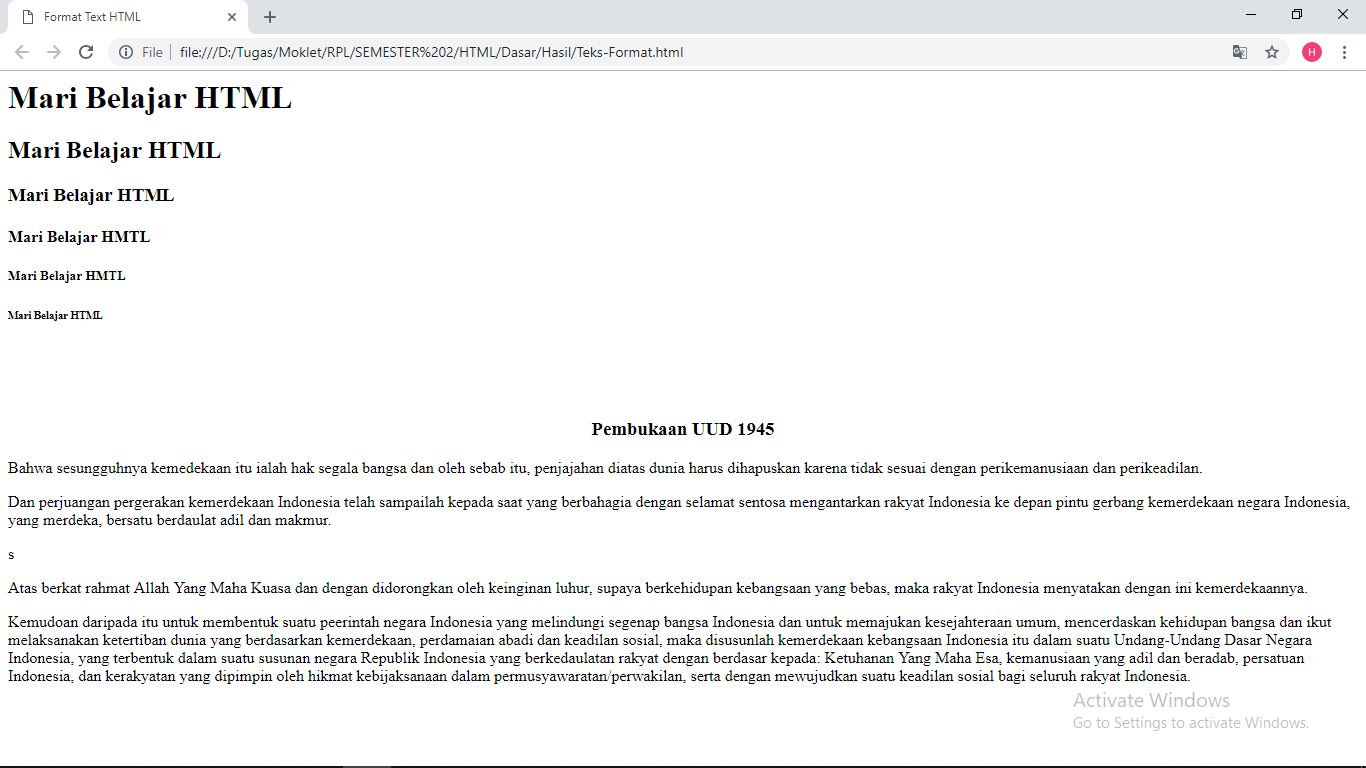 Format Text HTML
File
file:///D:/Tugas/Moklet/RPL/SEMESTER%202/HTML/Dasar/Hasil/Teks-Format.html
H
Mari Belajar HTML
Mari Belajar HTML
Mari Belajar HTML
Mari Belajar HMTL
Mari Belajar HMTL
Mari Belajar HTML
Pembukaan UUD 1945
Bahwa sesungguhnya kemedekaan itu ialah hak segala bangsa dan oleh sebab itu, penjajahan diatas dunia harus dihapuskan karena tidak sesuai dengan perikemanusiaan dan perikeadilan.
Dan perjuangan pergerakan kemerdekaan Indonesia telah sampailah kepada saat yang berbahagia dengan selamat sentosa mengantarkan rakyat Indonesia ke depan pintu gerbang kemerdekaan negara Indonesia,
yang merdeka, bersatu berdaulat adil dan makmur.
s
Atas berkat rahmat Allah Yang Maha Kuasa dan dengan didorongkan oleh keinginan luhur, supaya berkehidupan kebangsaan yang bebas, maka rakyat Indonesia menyatakan dengan ini kemerdekaannya.
Kemudoan daripada itu untuk membentuk suatu peerintah negara Indonesia yang melindungi segenap bangsa Indonesia dan untuk memajukan kesejahteraan umum, mencerdaskan kehidupan bangsa dan ikut
melaksanakan ketertiban dunia yang berdasarkan kemerdekaan, perdamaian abadi dan keadilan sosial, maka disusunlah kemerdekaan kebangsaan Indonesia itu dalam suatu Undang-Undang Dasar Negara
Indonesia, yang terbentuk dalam suatu susunan negara Republik Indonesia yang berkedaulatan rakyat dengan berdasar kepada: Ketuhanan Yang Maha Esa, kemanusiaan yang adil dan beradab, persatuan
Indonesia, dan kerakyatan yang dipimpin oleh hikmat kebijaksanaan dalam permusyawaratan/perwakilan, serta dengan mewujudkan suatu keadilan sosial bagi seluruh rakyat Indonesia.
Activate Windows
Go to Settings to activate Windows.